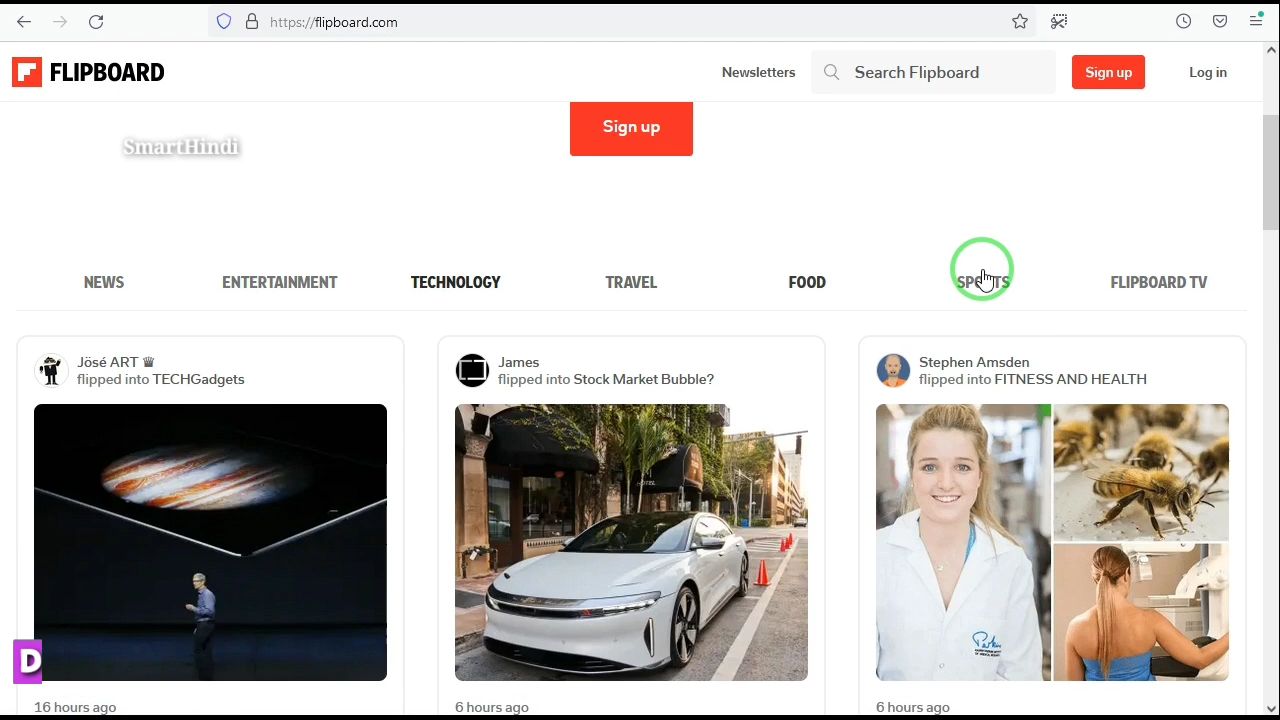 https://flipboard.com
FLIPBOARD
Newsletters
Search Flipboard
Sign up
Log in
Sign up
SmartHindi
NEWS
ENTERTAINMENT
TECHNOLOGY
TRAVEL
FOOD
SPORTS
FLIPBOARD TV
Jösé ART ♛
flipped into TECHGadgets
James
flipped into Stock Market Bubble?
Stephen Amsden
flipped into FITNESS AND HEALTH
HOTEL
D
16 hours ago
6 hours ago
6 hours ago